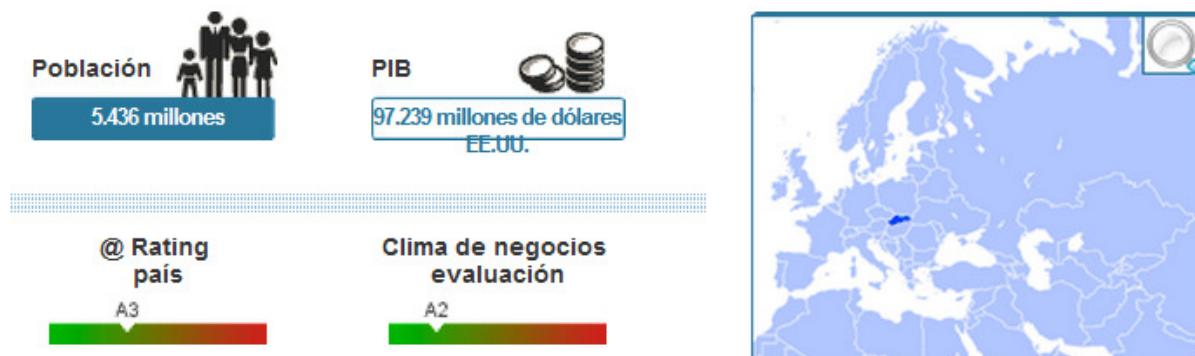 Población
5.436 millones
PIB
97.239 millones de dólares
EE.UU.
@ Rating
país
A3
Clima de negocios
evaluación
A2